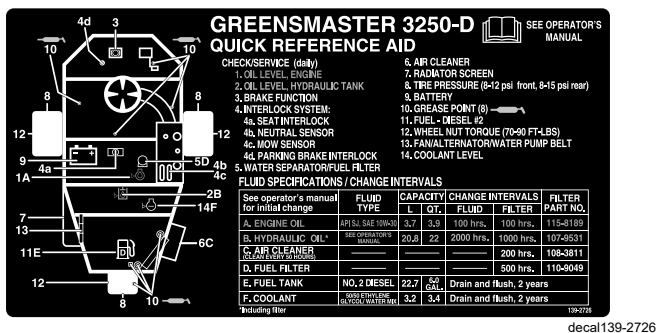 GREENSMASTER 3250-D
QUICK REFERENCE AID
SEE OPERATOR'S
MANUAL
CHECK/SERVICE (daily)
1. OIL LEVEL, ENGINE
2. OIL LEVEL, HYDRAULIC TANK
3. BRAKE FUNCTION
4. INTERLOCK SYSTEM:
4a. SEAT INTERLOCK
4b. NEUTRAL SENSOR
4c. MOW SENSOR
4d. PARKING BRAKE INTERLOCK
5. WATER SEPARATOR/FUEL FILTER
6. AIR CLEANER
7. RADIATOR SCREEN
8. TIRE PRESSURE (8-12 psi front, 8-15 psi rear)
9. BATTERY
10. GREASE POINT (8)
11. FUEL - DIESEL #2
12. WHEEL NUT TORQUE (70-90 FT-LBS)
13. FAN/ALTERNATOR/WATER PUMP BELT
14. COOLANT LEVEL
FLUID SPECIFICATIONS / CHANGE INTERVALS
See operator's manual for initial change
FLUID TYPE
CAPACITY
L
QT.
CHANGE INTERVALS
FLUID
FILTER
FILTER PART NO.
A. ENGINE OIL API SJ, SAE 10W-30 3.7 3.9 100 hrs. 100 hrs. 115-8189
B. HYDRAULIC OIL* SEE OPERATOR'S MANUAL 20.8 22 2000 hrs. 1000 hrs. 107-9531
C. AIR CLEANER (CLEAN EVERY 50 HOURS) 200 hrs. 108-3811
D. FUEL FILTER 500 hrs. 110-9049
E. FUEL TANK NO. 2 DIESEL 22.7 6.0 GAL. Drain and flush, 2 years
F. COOLANT 50/50 ETHYLENE GLYCOL/ WATER MIX 3.2 3.4 Drain and flush, 2 years
*Including filter
139-2726
4d
3
10
10
8
8
12
12
9
4a
1A
5D
4b
4c
2B
14F
7
13
11E
6C
12
8
10
decal139-2726